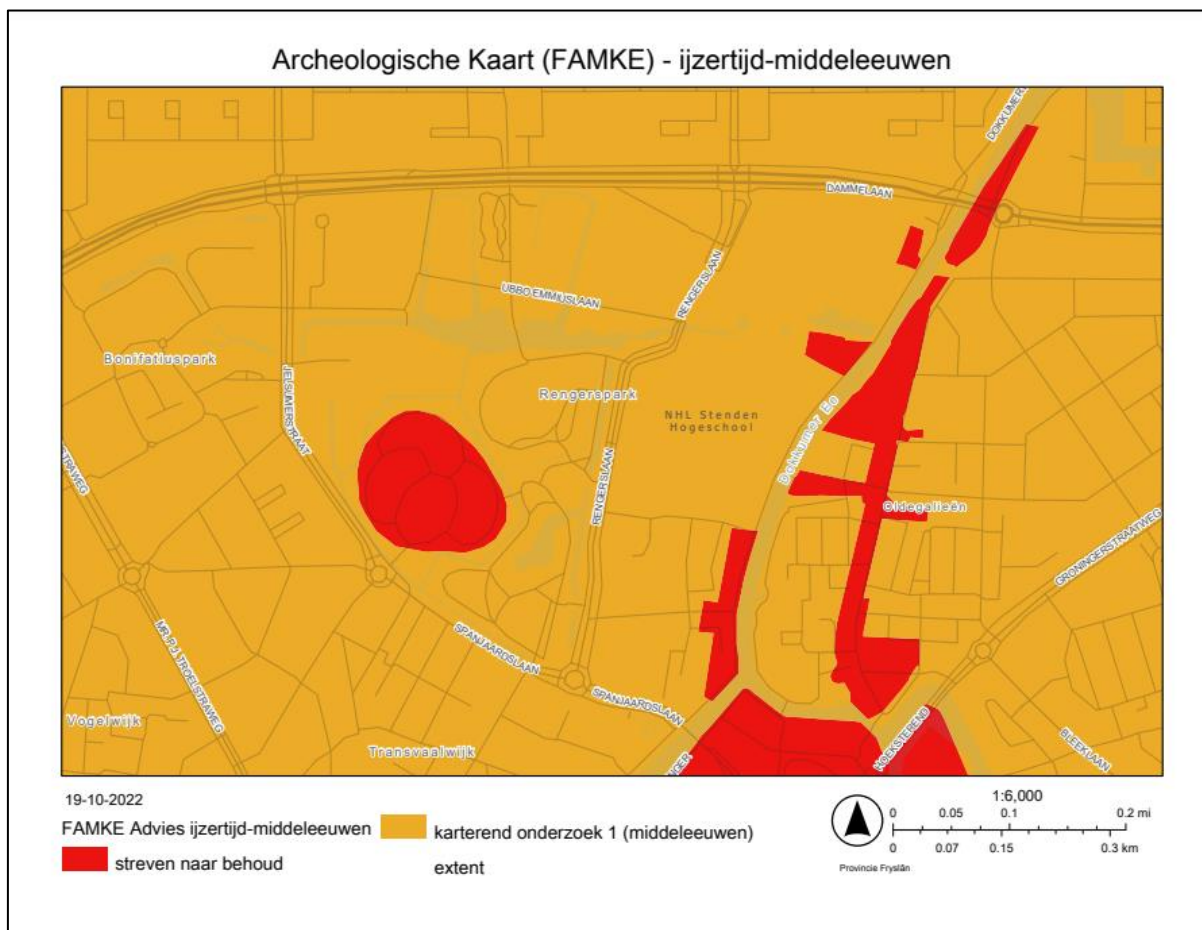 Archeologische Kaart (FAMKE) - ijzertijd-middeleeuwen
DAMMELAAN
UBBO EMMIUSLAAN
RENGERSLAAN
Bonifatiuspark
JELSUMERSTRAAT
Rengerspark
NHL Stenden
Hogeschool
Dokkumer Ee
RENGERSLAAN
Oldegalieën
GRONINGERSTRAATWEG
MR. P.J. TROELSTRAWEG
SPANJAARDSLAAN
SPANJAARDSLAAN
Vogelwijk
Transvaalwijk
HOEKSTEREND
BLEEKLAAN
19-10-2022
FAMKE Advies ijzertijd-middeleeuwen
karterend onderzoek 1 (middeleeuwen)
streven naar behoud
extent
1:6,000
0 0.05 0.1 0.2 mi
0 0.07 0.15 0.3 km
Provincie Fryslân